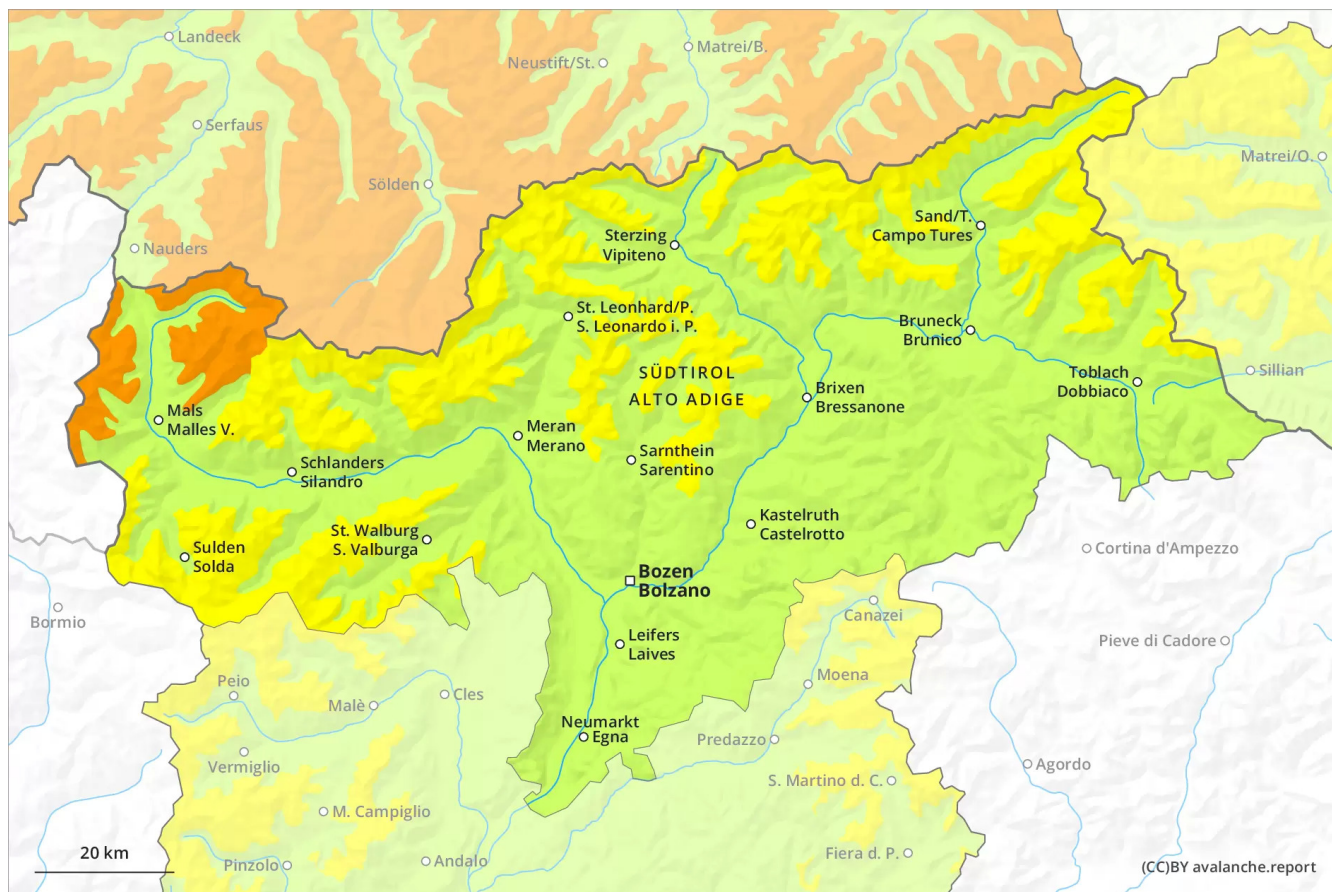 Landeck
Matrei/B.
Neustift/St.
Serfaus
Matrei/O.
Sölden
Sand/T.
Campo Tures
Sterzing
Vipiteno
Nauders
St. Leonhard/P.
S. Leonardo i. P.
Bruneck
Brunico
SÜDTIROL
ALTO ADIGE
Toblach
Dobbiaco
Sillian
Brixen
Bressanone
Mals
Malles V.
Meran
Merano
Sarnthein
Sarentino
Schlanders
Silandro
Kastelruth
Castelrotto
St. Walburg
S. Valburga
Sulden
Solda
Cortina d'Ampezzo
Bozen
Bolzano
Bormio
Canazei
Leifers
Laives
Pieve di Cadore
Peio
Moena
Malè
Cles
Neumarkt
Egna
Predazzo
Vermiglio
Agordo
S. Martino d. C.
M. Campiglio
20 km
Fiera d. P.
Pinzolo
Andalo
(CC)BY avalanche.report